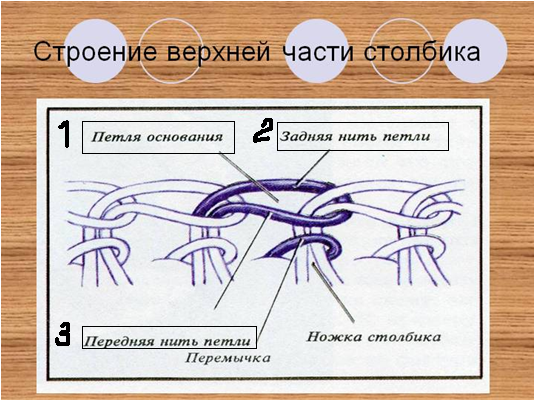 Строение верхней части столбика
1 Петля основания
2 Задняя нить петли
3 Передняя нить петли
Перемычка
Ножка столбика